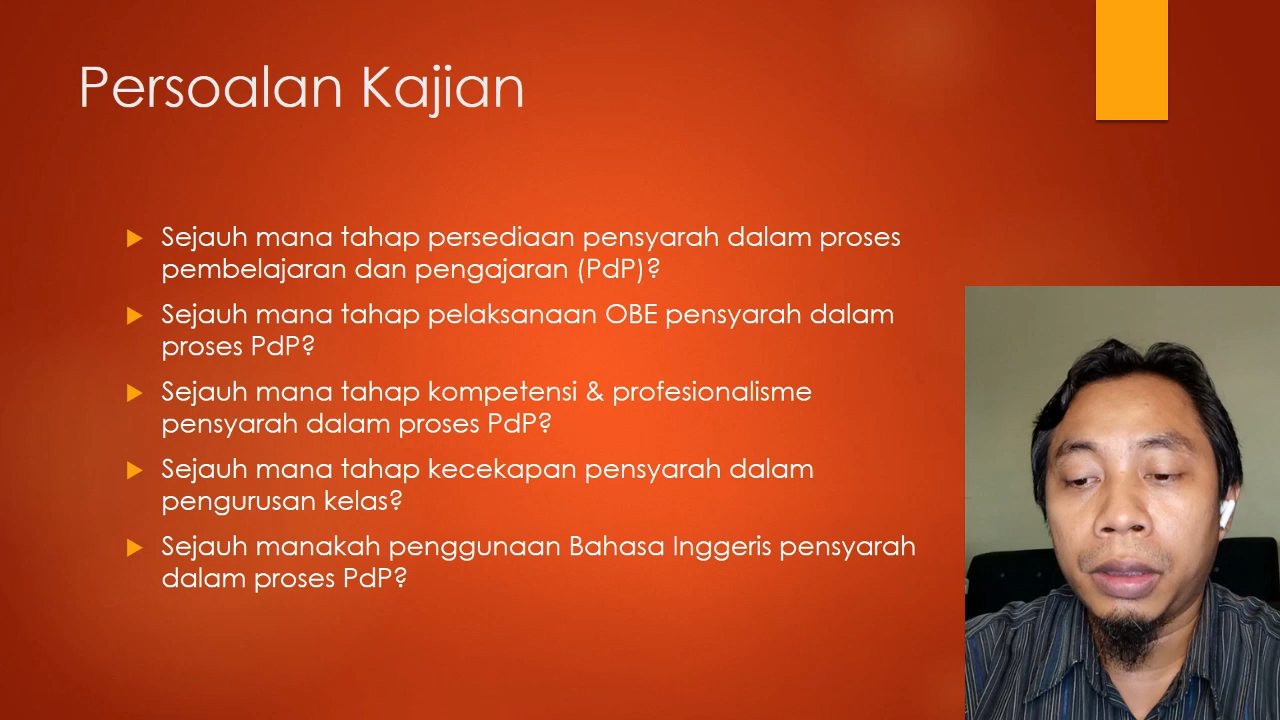 Persoalan Kajian
Sejauh mana tahap persediaan pensyarah dalam proses
pembelajaran dan pengajaran (PdP)?
Sejauh mana tahap pelaksanaan OBE pensyarah dalam
proses PdP?
Sejauh mana tahap kompetensi & profesionalisme
pensyarah dalam proses PdP?
Sejauh mana tahap kecekapan pensyarah dalam
pengurusan kelas?
Sejauh manakah penggunaan Bahasa Inggeris pensyarah
dalam proses PdP?